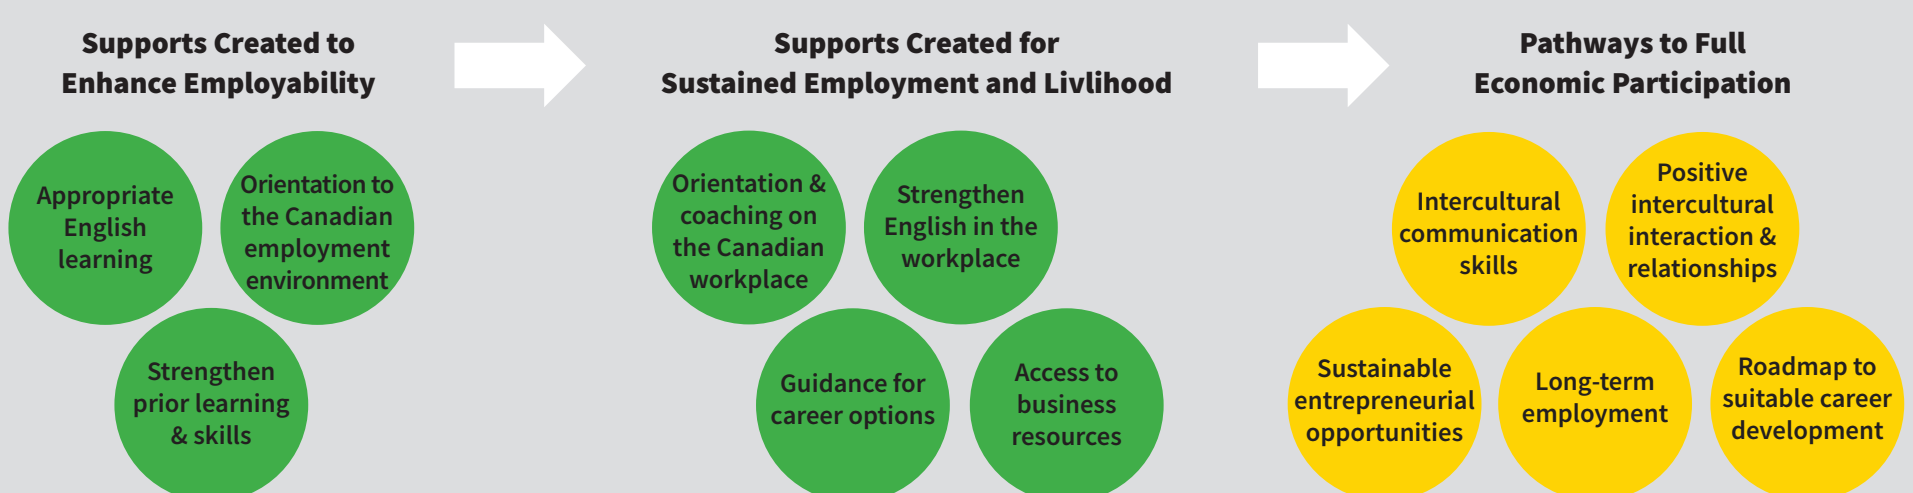 Supports Created to
Enhance Employability
Appropriate
English
learning
Orientation to
the Canadian
employment
environment
Strengthen
prior learning
& skills
Supports Created for
Sustained Employment and Livlihood
Orientation &
coaching on
the Canadian
workplace
Strengthen
English in the
workplace
Guidance for
career options
Access to
business
resources
Pathways to Full
Economic Participation
Intercultural
communication
skills
Positive
intercultural
interaction &
relationships
Sustainable
entrepreneurial
opportunities
Long-term
employment
Roadmap to
suitable career
development